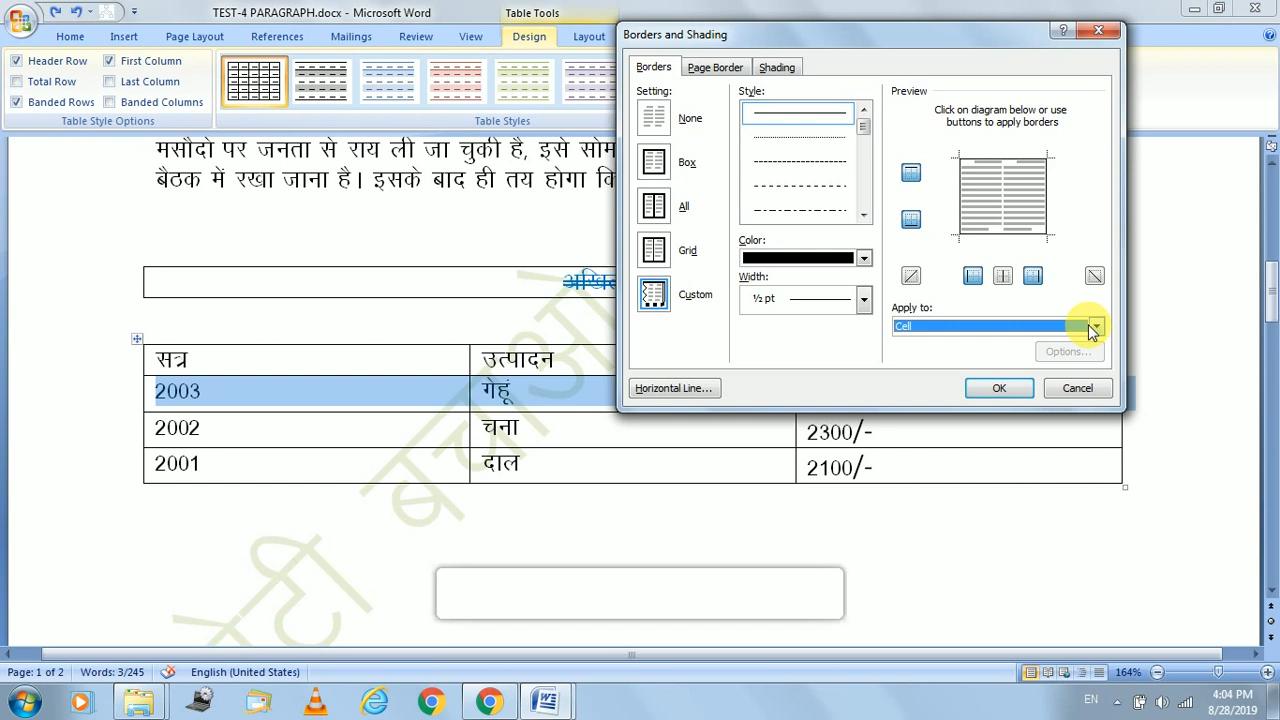 TEST-4 PARAGRAPH.docx - Microsoft Word
Table Tools
Home Insert Page Layout References Mailings Review View Design Layout
Header Row First Column
Total Row Last Column
Banded Rows Banded Columns
Table Style Options
Table Styles
मसौदो पर जनता से राय ली जा चुकी है, इसे सोम
बैठक में रखा जाना है। इसके बाद ही तय होगा कि
सत्र उत्पादन
2003 गेहूं
2002 चना 2300/-
2001 दाल 2100/-
बेटी बचाओ
Borders and Shading
Borders Page Border Shading
Setting:
None
Box
All
Grid
Custom
Style:
Color:
Width:
½ pt
Preview
Click on diagram below or use
buttons to apply borders
Apply to:
Cell
Options...
Horizontal Line...
OK Cancel
Page: 1 of 2 Words: 3/245 English (United States) 164%
EN 4:04 PM
8/28/2019